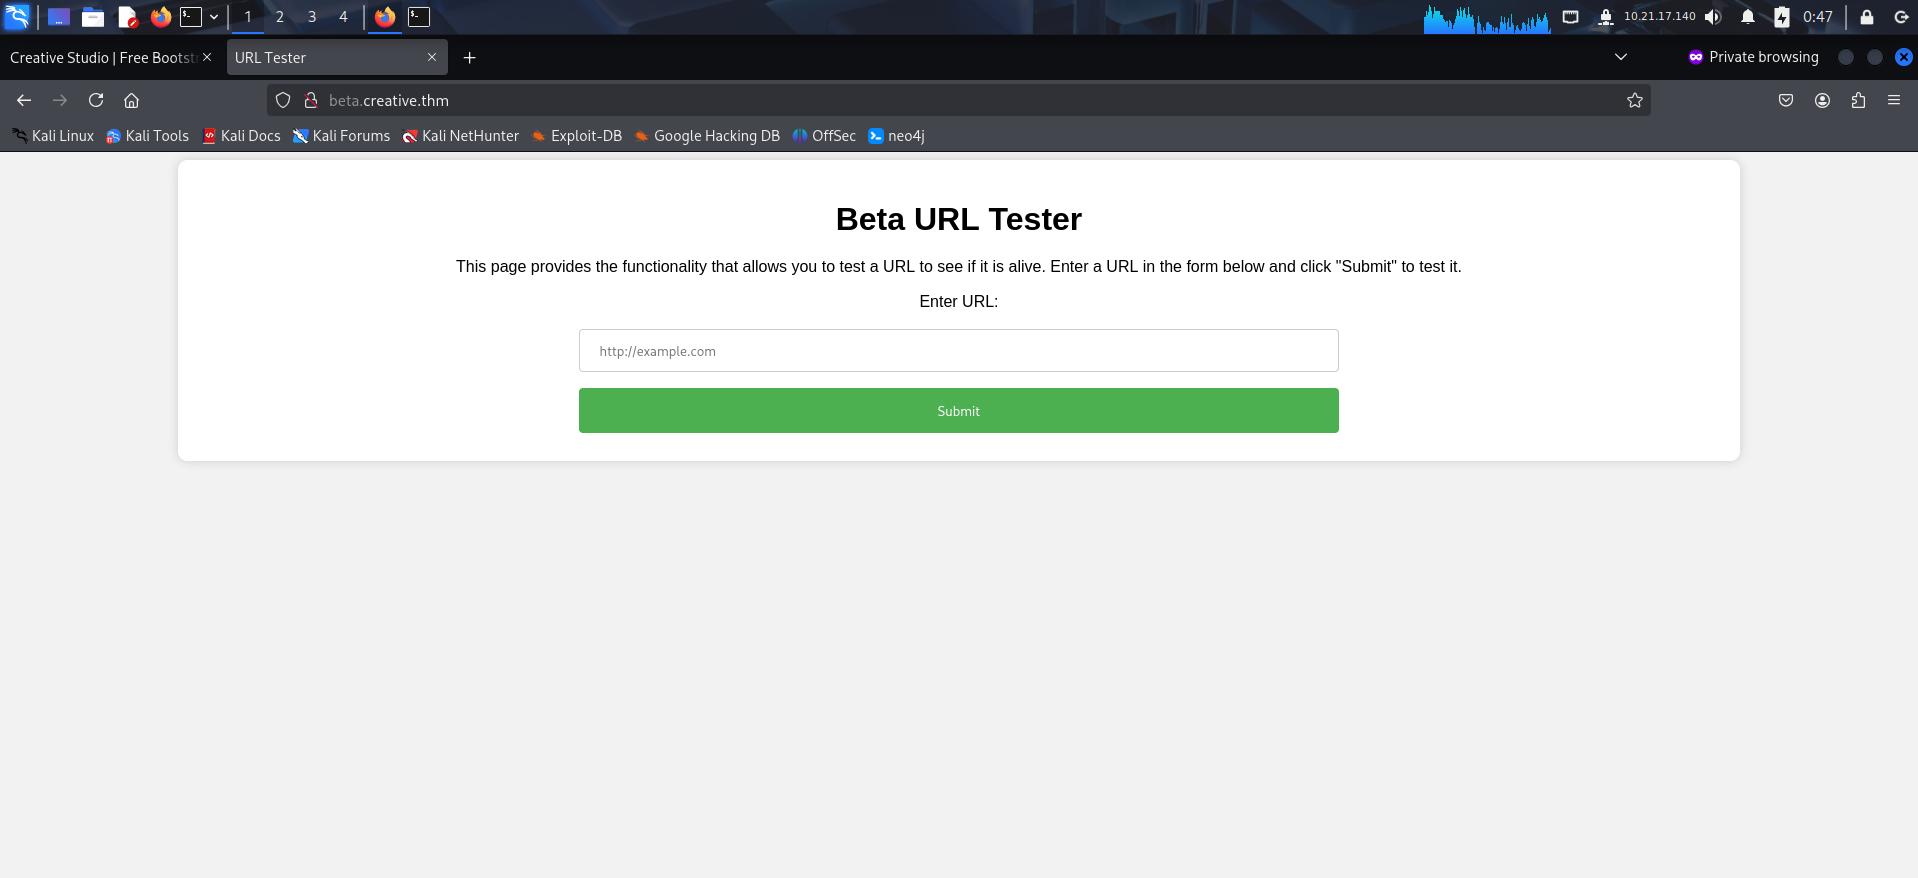 1 2 3 4 10.21.17.140 0:47
Creative Studio | Free Bootstr URL Tester Private browsing
beta.creative.thm
Kali Linux Kali Tools Kali Docs Kali Forums Kali NetHunter Exploit-DB Google Hacking DB OffSec neo4j
Beta URL Tester
This page provides the functionality that allows you to test a URL to see if it is alive. Enter a URL in the form below and click "Submit" to test it.
Enter URL:
http://example.com
Submit